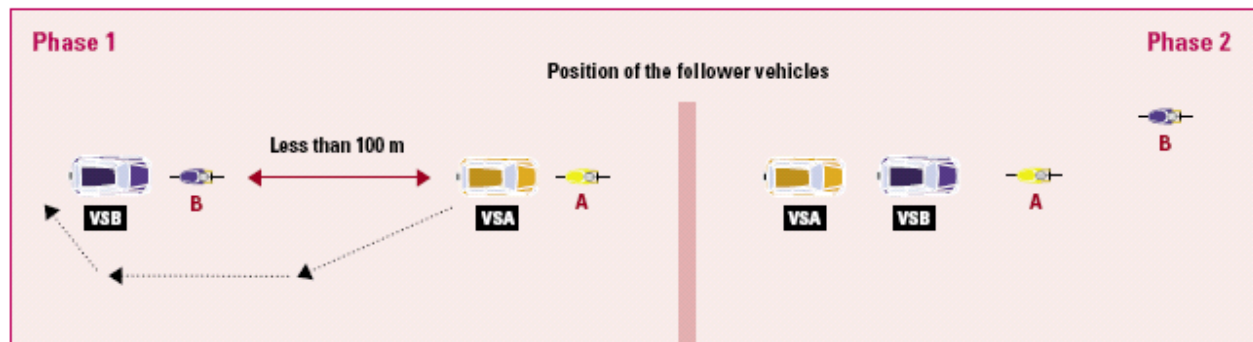 Phase 1
Phase 2
Position of the follower vehicles
Less than 100 m
B
VSB
B
VSA
A
VSA
VSB
A